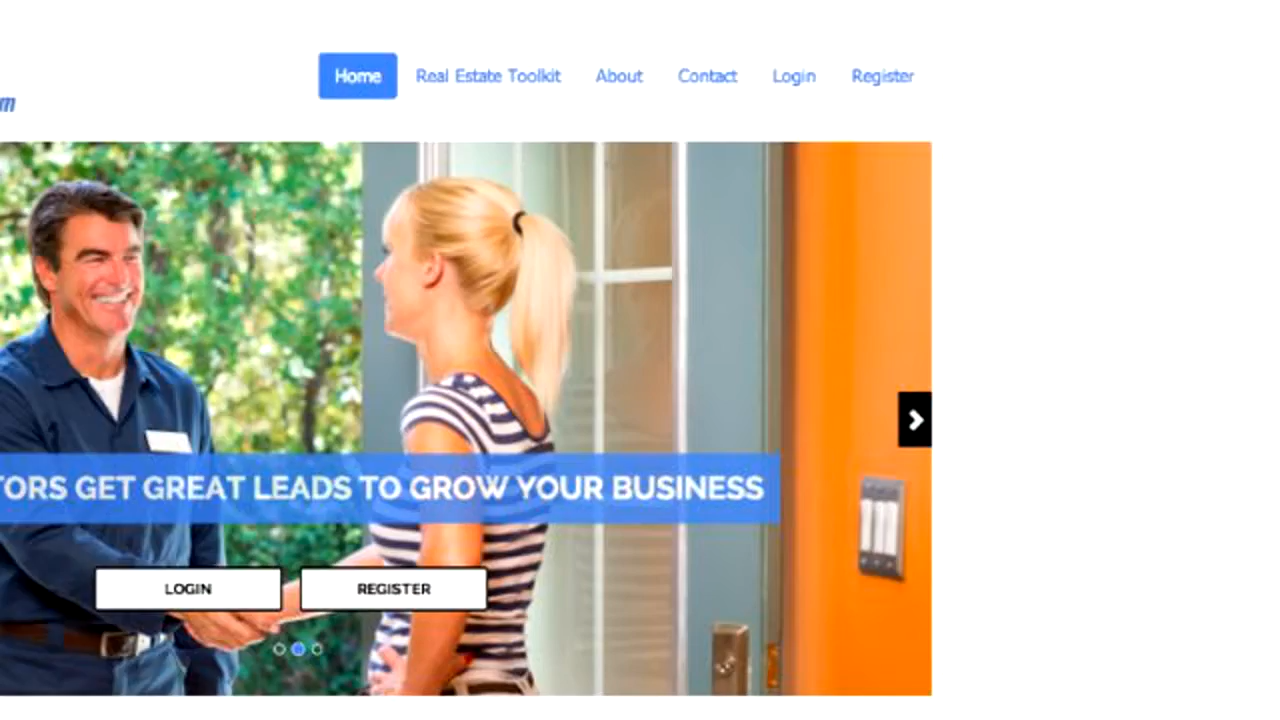 Home Real Estate Toolkit About Contact Login Register
TORS GET GREAT LEADS TO GROW YOUR BUSINESS
LOGIN REGISTER